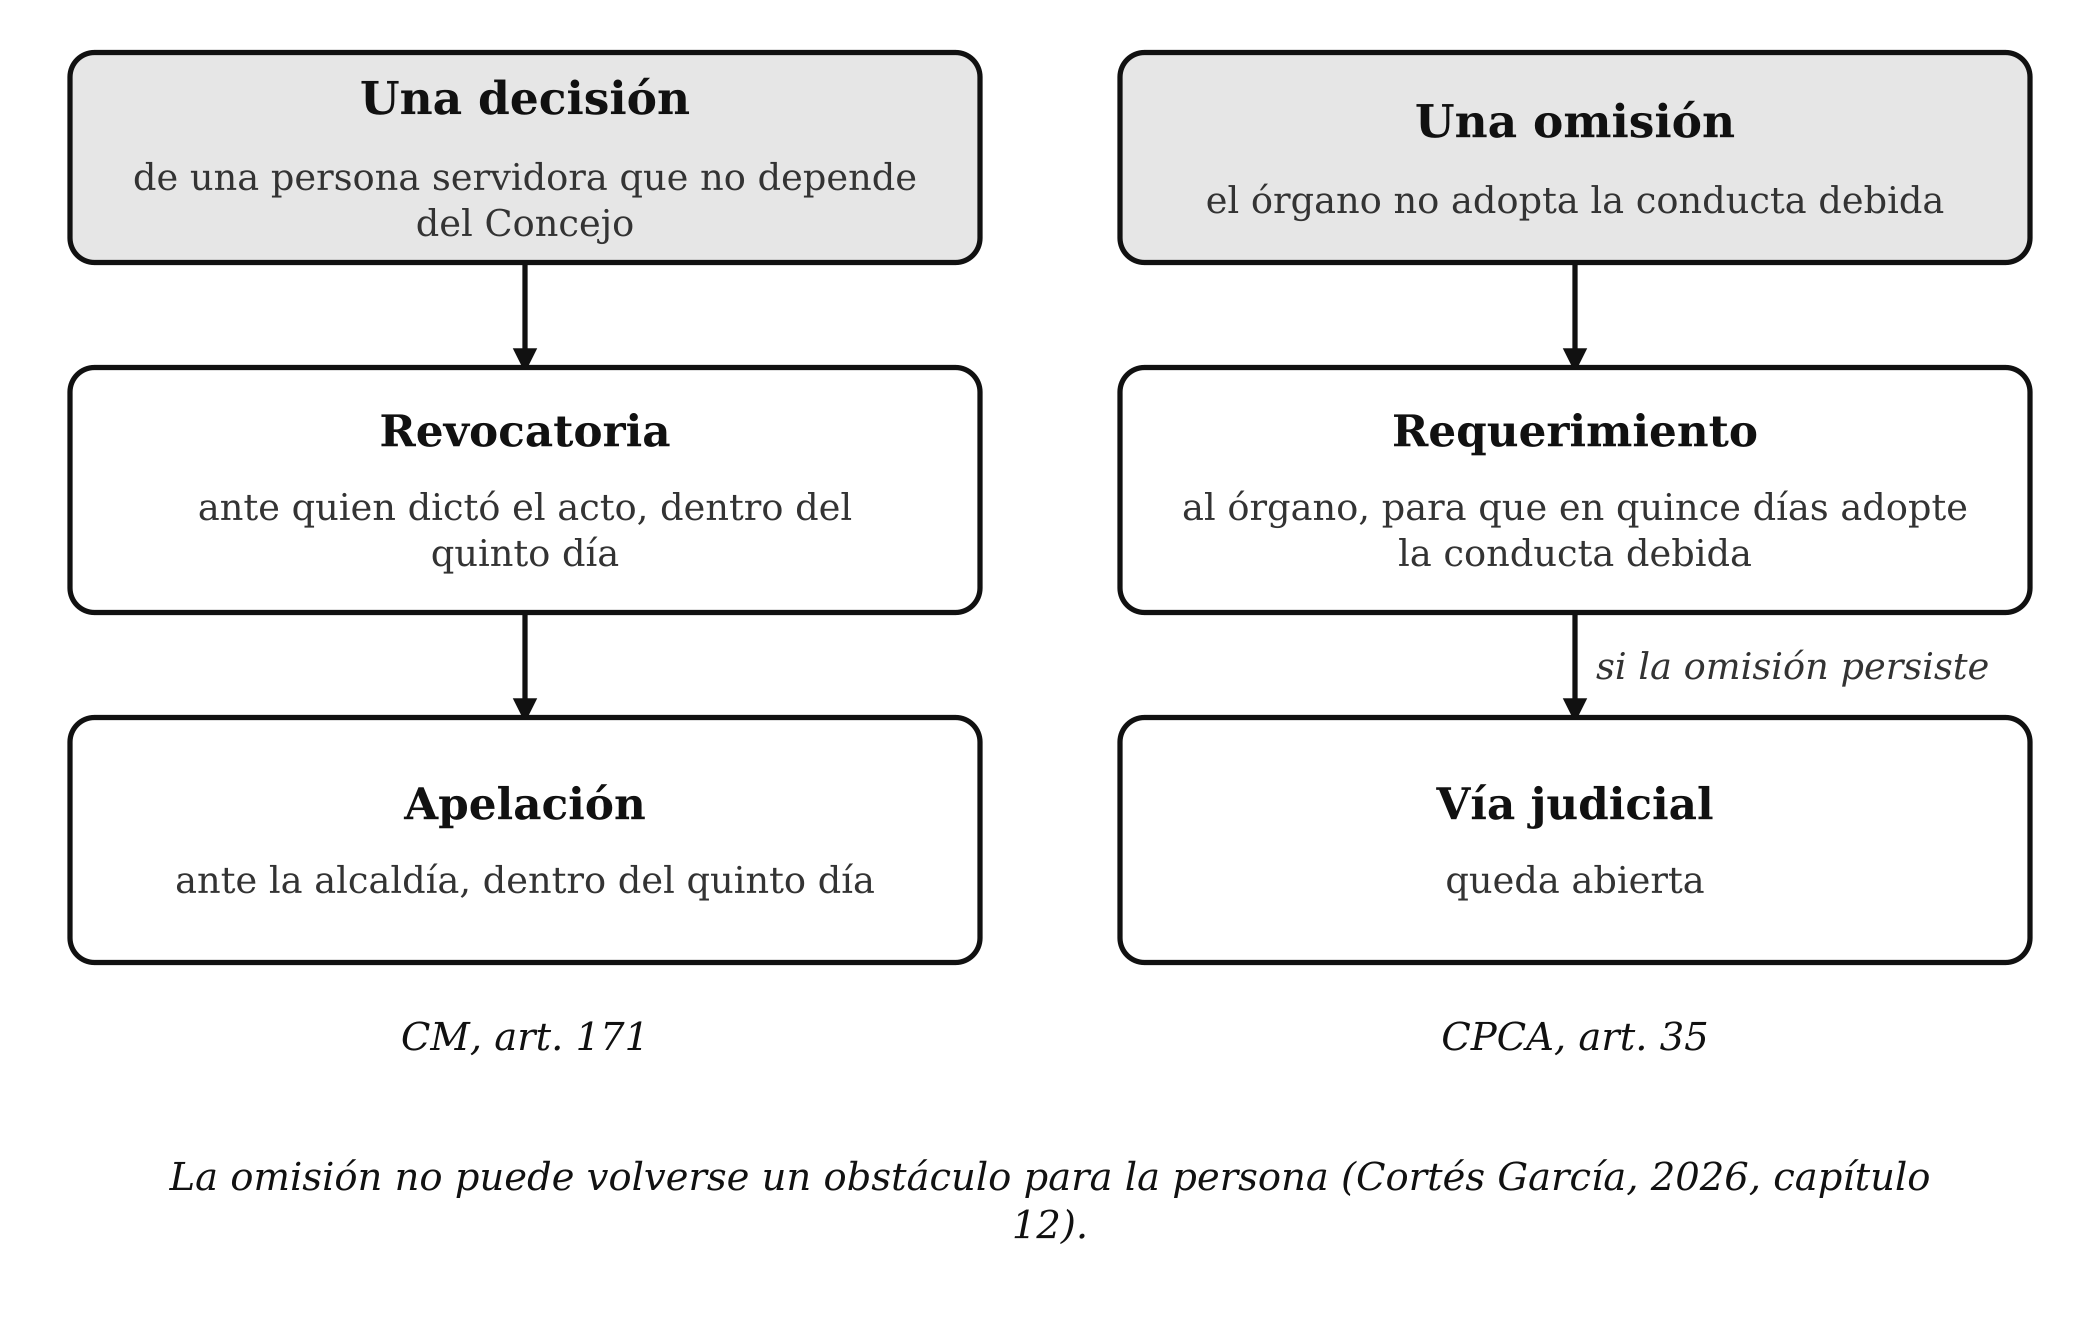 Una decisión
de una persona servidora que no depende
del Concejo
Revocatoria
ante quien dictó el acto, dentro del
quinto día
Apelación
ante la alcaldía, dentro del quinto día
CM, art. 171
Una omisión
el órgano no adopta la conducta debida
Requerimiento
al órgano, para que en quince días adopte
la conducta debida
si la omisión persiste
Vía judicial
queda abierta
CPCA, art. 35
La omisión no puede volverse un obstáculo para la persona (Cortés García, 2026, capítulo
12).